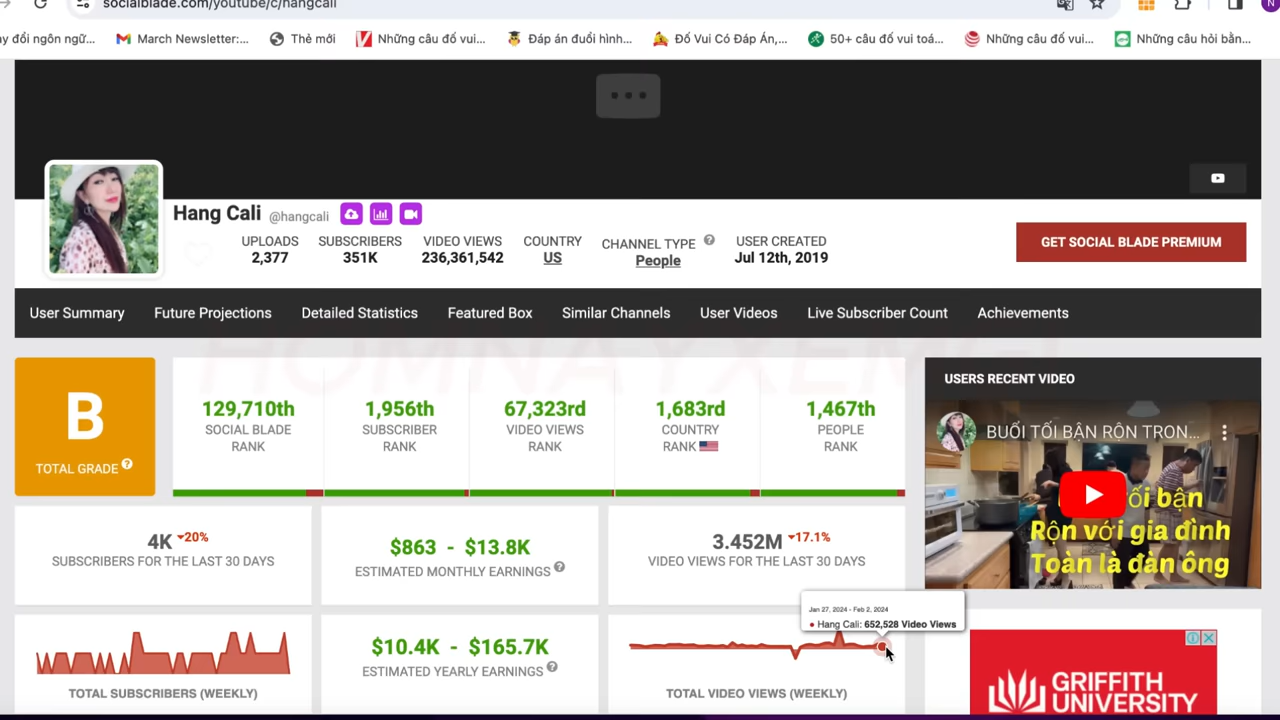 socialblade.com/youtube/c/hangcali
ay đổi ngôn ngữ... March Newsletter:... Thẻ mới Những câu đố vui... Đáp án đuổi hình... Đố Vui Có Đáp Án,... 50+ câu đố vui toá... Những câu đố vui... Những câu hỏi bằn...
Hang Cali @hangcali
UPLOADS SUBSCRIBERS VIDEO VIEWS COUNTRY CHANNEL TYPE USER CREATED
2,377 351K 236,361,542 US People Jul 12th, 2019
GET SOCIAL BLADE PREMIUM
User Summary Future Projections Detailed Statistics Featured Box Similar Channels User Videos Live Subscriber Count Achievements
HOMNAYXEMGI
B
TOTAL GRADE
129,710th
SOCIAL BLADE
RANK
1,956th
SUBSCRIBER
RANK
67,323rd
VIDEO VIEWS
RANK
1,683rd
COUNTRY
RANK
1,467th
PEOPLE
RANK
USERS RECENT VIDEO
BUỔI TỐI BẬN RỘN TRON...
ối bận
Rộn với gia đình
Toàn là đàn ông
4K 20%
SUBSCRIBERS FOR THE LAST 30 DAYS
$863 - $13.8K
ESTIMATED MONTHLY EARNINGS
3.452M 17.1%
VIDEO VIEWS FOR THE LAST 30 DAYS
Jan 27, 2024 - Feb 2, 2024
Hang Cali: 652,528 Video Views
TOTAL SUBSCRIBERS (WEEKLY)
$10.4K - $165.7K
ESTIMATED YEARLY EARNINGS
TOTAL VIDEO VIEWS (WEEKLY)
GRIFFITH
UNIVERSITY